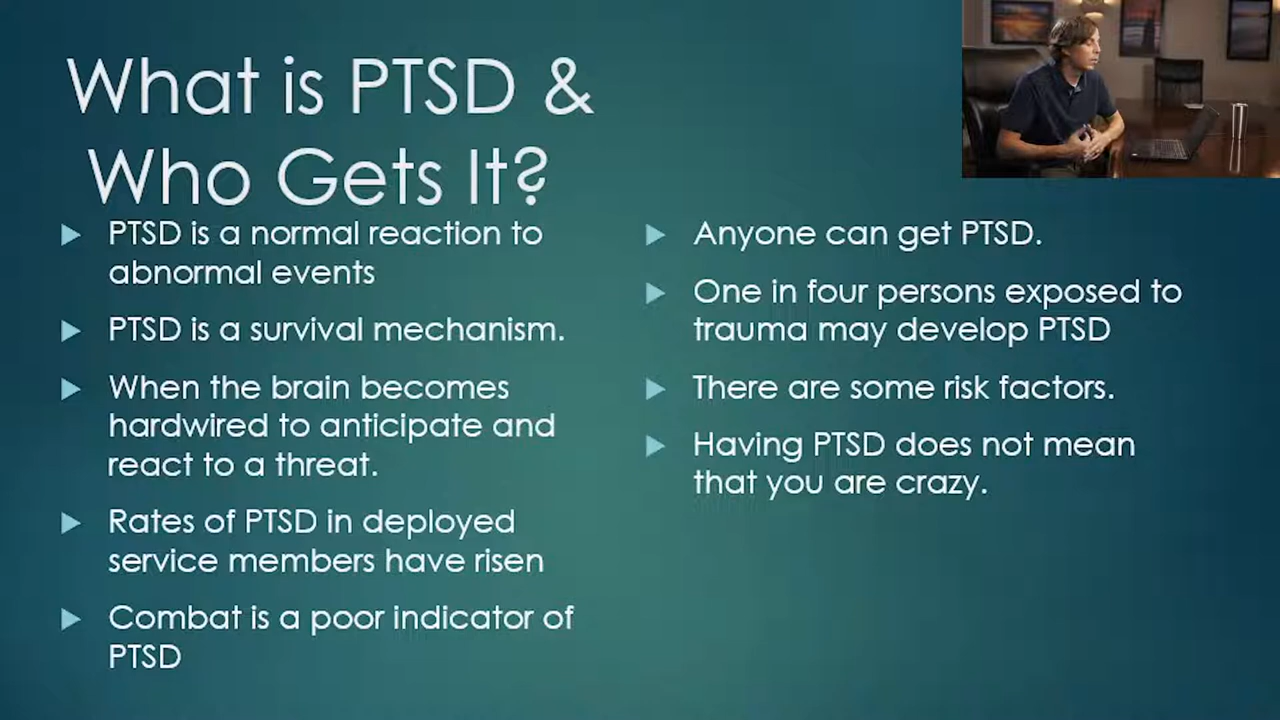 What is PTSD &
Who Gets It?
PTSD is a normal reaction to
abnormal events
PTSD is a survival mechanism.
When the brain becomes
hardwired to anticipate and
react to a threat.
Rates of PTSD in deployed
service members have risen
Combat is a poor indicator of
PTSD
Anyone can get PTSD.
One in four persons exposed to
trauma may develop PTSD
There are some risk factors.
Having PTSD does not mean
that you are crazy.